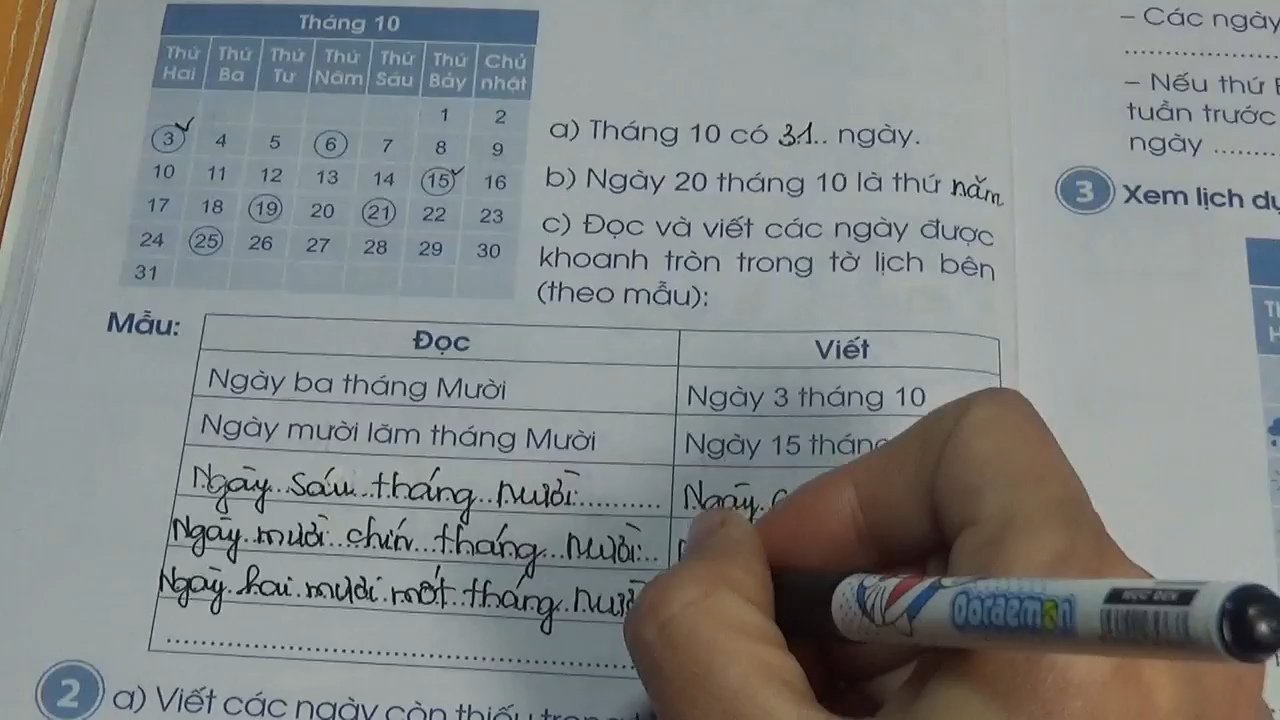 Tháng 10
Thứ Hai Thứ Ba Thứ Tư Thứ Năm Thứ Sáu Thứ Bảy Chủ nhật
1 2
3 4 5 6 7 8 9
10 11 12 13 14 15 16
17 18 19 20 21 22 23
24 25 26 27 28 29 30
31
a) Tháng 10 có 31.. ngày.
b) Ngày 20 tháng 10 là thứ năm
c) Đọc và viết các ngày được
khoanh tròn trong tờ lịch bên
(theo mẫu):
Mẫu:
Đọc Viết
Ngày ba tháng Mười Ngày 3 tháng 10
Ngày mười lăm tháng Mười Ngày 15
Ngày sáu tháng mười Ngày
Ngày mười chín tháng mười
Ngày hai mươi mốt tháng
2 a) Viết các ngày còn thiếu
– Các ngày
– Nếu thứ
tuần trước
ngày
3 Xem lịch
Doraemon